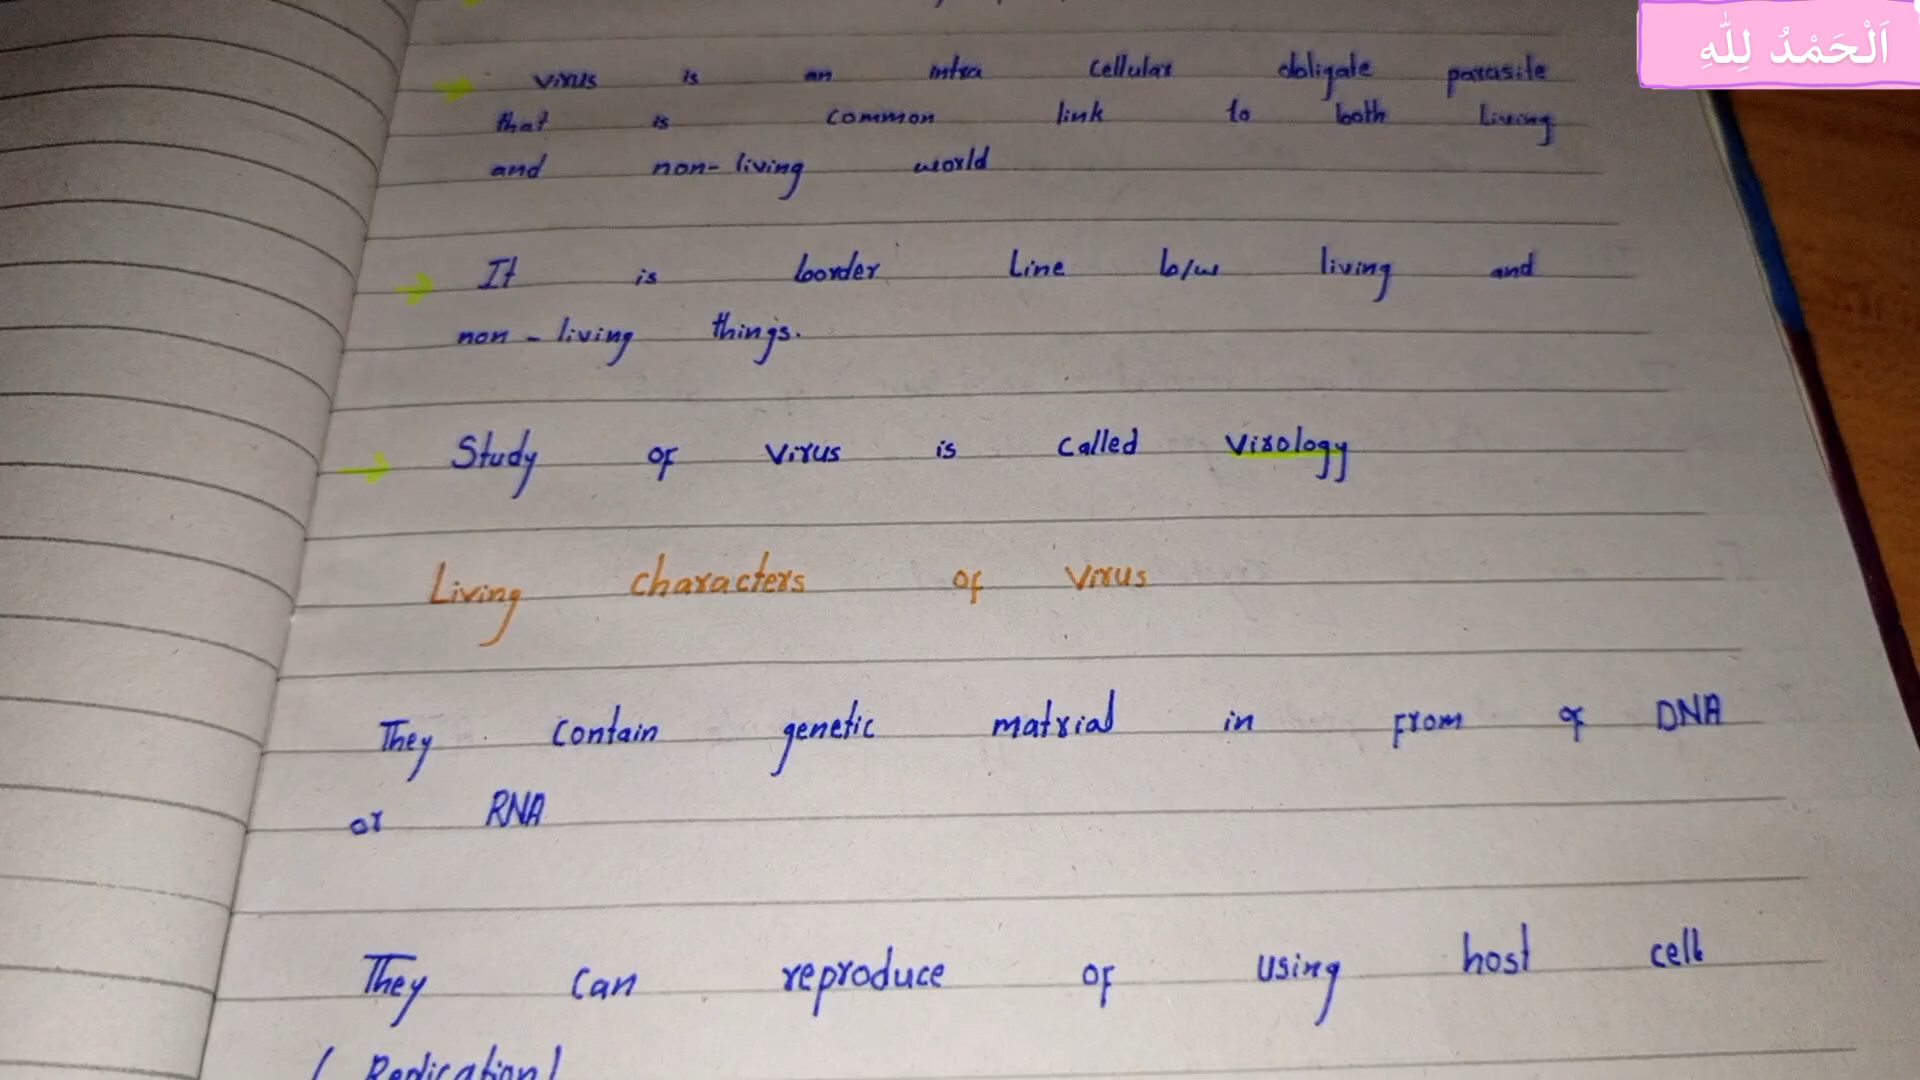 اَلْحَمْدُ لِلّٰهِ
→ virus is an intra cellular obligate parasite
that is common link to both Living
and non-living world
→ It is border Line b/w living and
non-living things.
→ Study of Virus is called Virology
Living characters of Virus
They contain genetic matrial in from of DNA
or RNA
They can reproduce of using host cell
(Replication)